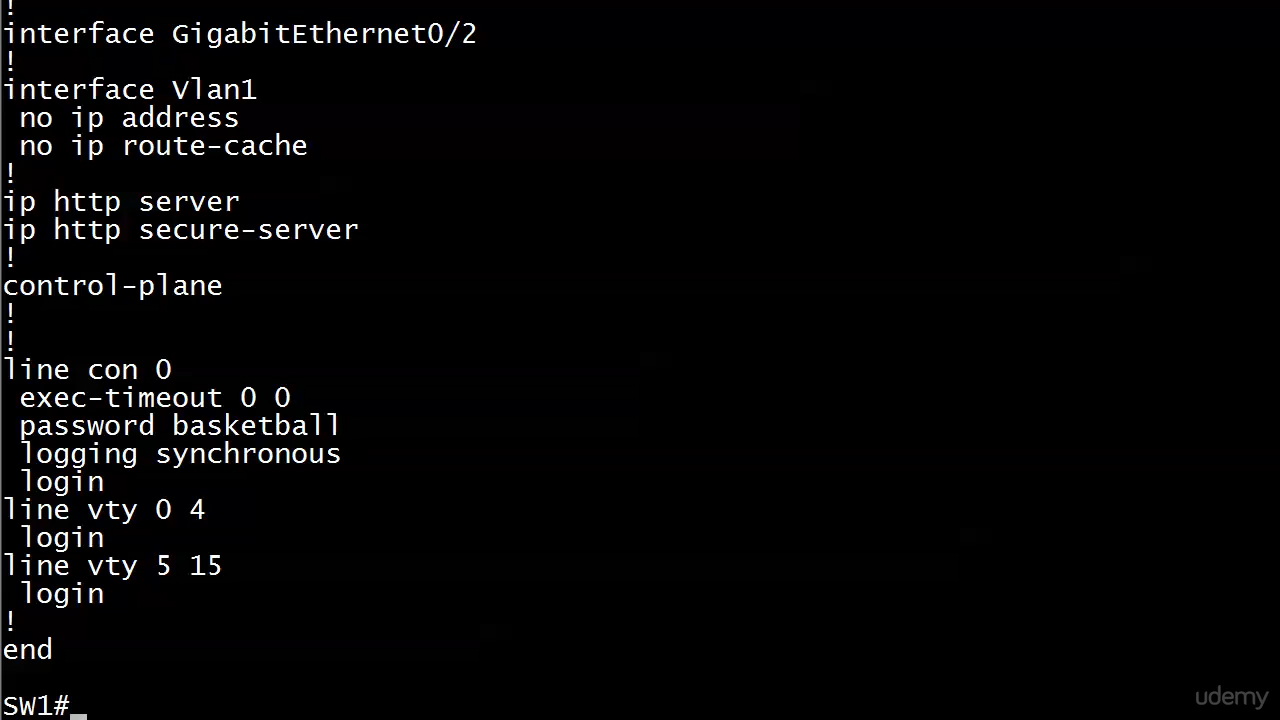 !
interface GigabitEthernet0/2
!
interface Vlan1
 no ip address
 no ip route-cache
!
ip http server
ip http secure-server
!
control-plane
!
!
line con 0
 exec-timeout 0 0
 password basketball
 logging synchronous
 login
line vty 0 4
 login
line vty 5 15
 login
!
end
SW1#
udemy